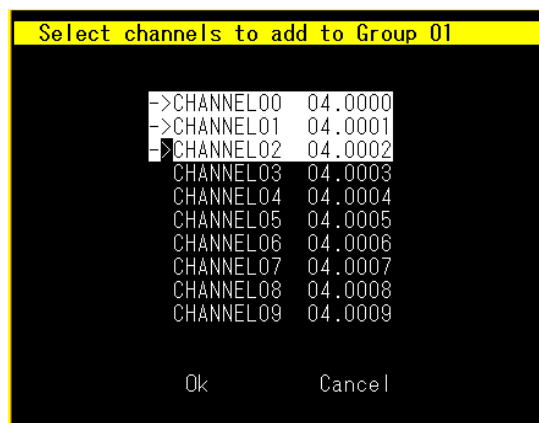 Select channels to add to Group 01
->CHANNEL00 04.0000
->CHANNEL01 04.0001
->CHANNEL02 04.0002
CHANNEL03 04.0003
CHANNEL04 04.0004
CHANNEL05 04.0005
CHANNEL06 04.0006
CHANNEL07 04.0007
CHANNEL08 04.0008
CHANNEL09 04.0009
Ok Cancel